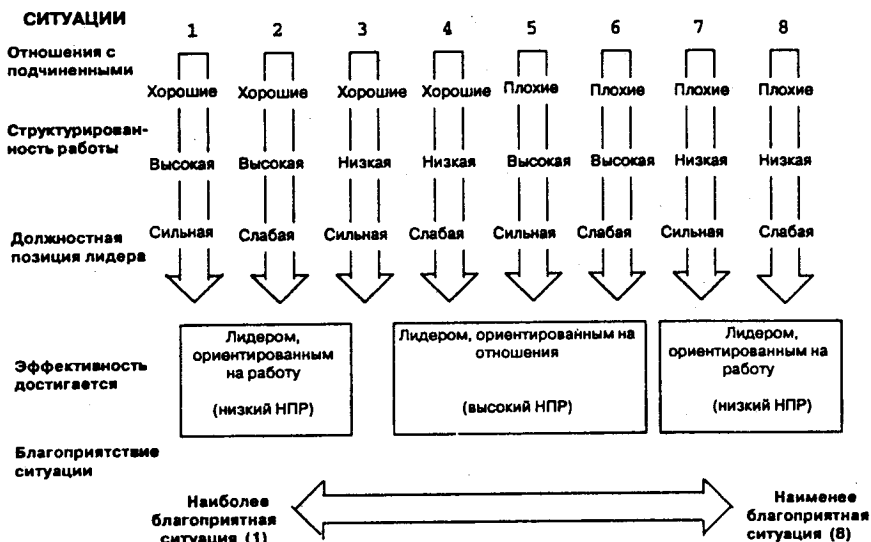 СИТУАЦИИ
1 2 3 4 5 6 7 8
Отношения с
подчиненными
Хорошие Хорошие Хорошие Хорошие Плохие Плохие Плохие Плохие
Структурирован-
ность работы
Высокая Высокая Низкая Низкая Высокая Высокая Низкая Низкая
Должностная
позиция лидера
Сильная Слабая Сильная Слабая Сильная Слабая Сильная Слабая
Эффективность
достигается
Лидером,
ориентированным
на работу
(низкий НПР)
Лидером, ориентированным на
отношения
(высокий НПР)
Лидером,
ориентированным на
работу
(низкий НПР)
Благоприятствие
ситуации
Наиболее
благоприятная
ситуация (1)
Наименее
благоприятная
ситуация (8)